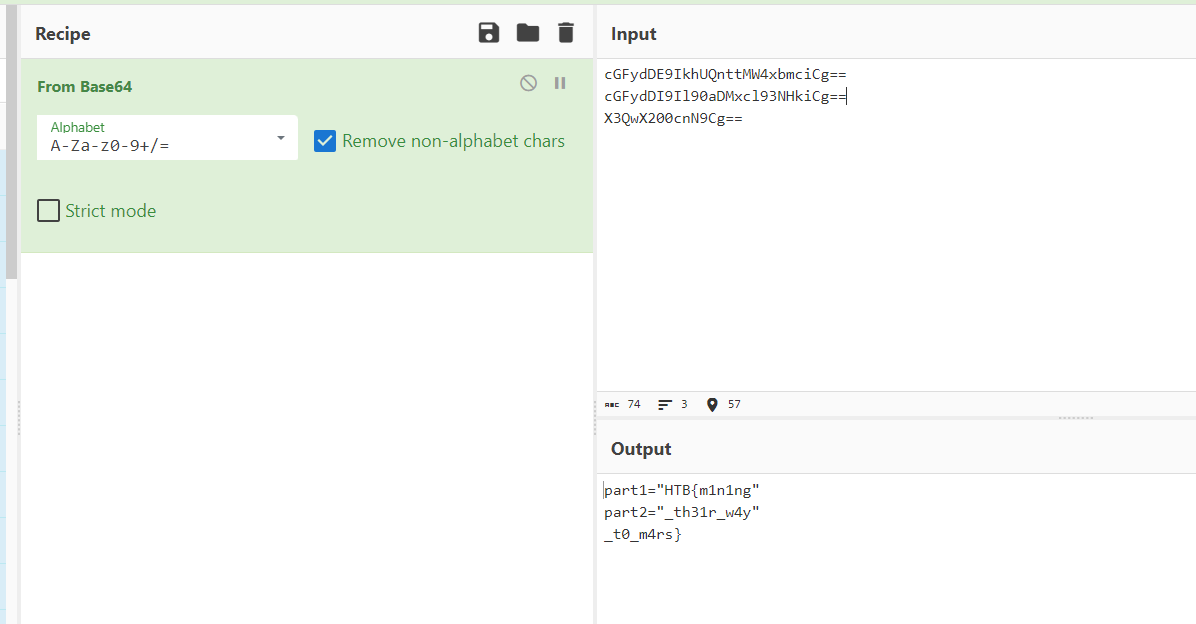 Recipe
From Base64
Alphabet
A-Za-z0-9+/=
Remove non-alphabet chars
Strict mode
Input
cGFydDE9IkhUQnttMW4xbmciCg==
cGFydDI9Il90aDMxcl93NHkiCg==
X3QwX200cnN9Cg==
ABC 74 3 57
Output
part1="HTB{m1n1ng"
part2="_th31r_w4y"
_t0_m4rs}